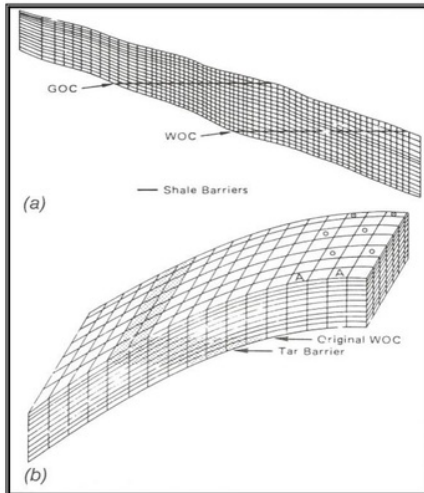 GOC
WOC
— Shale Barriers
(a)
A A
Original WOC
Tar Barrier
(b)